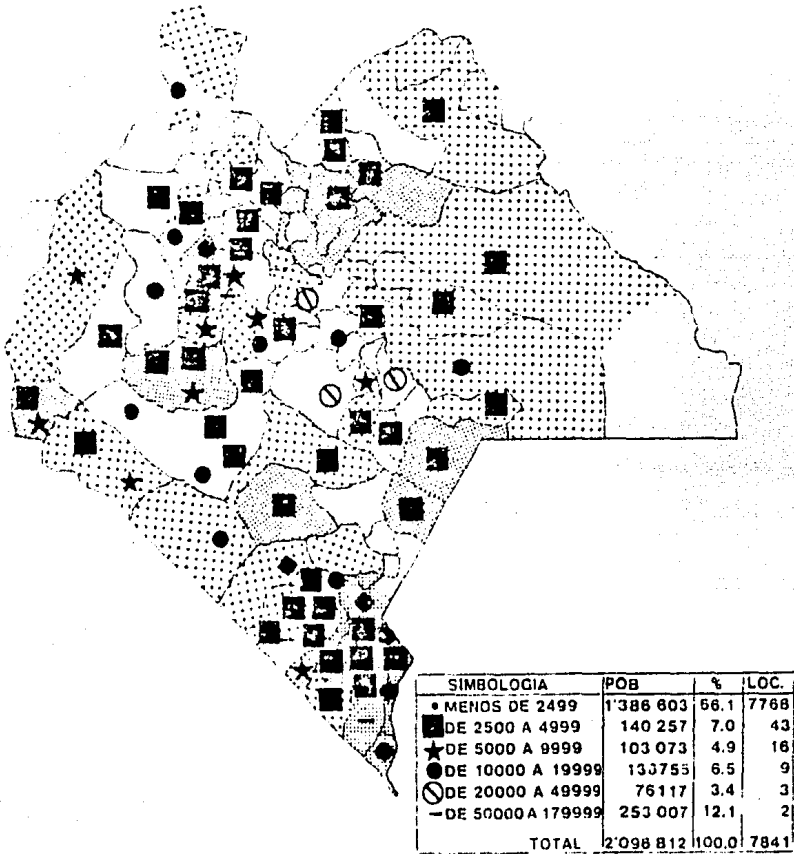 SIMBOLOGIA POB % LOC.
• MENOS DE 2499 1'386 603 56.1 7768
■ DE 2500 A 4999 140 257 7.0 43
★ DE 5000 A 9999 103 073 4.9 16
● DE 10000 A 19999 133755 6.5 9
⊘ DE 20000 A 49999 76117 3.4 3
– DE 50000 A 179999 253 007 12.1 2
TOTAL 2'098 812 100.0 7841